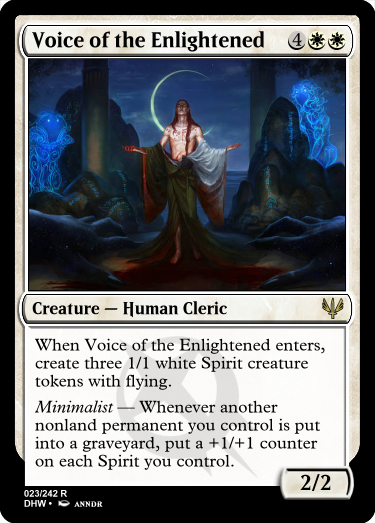 Voice of the Enlightened 4
Creature — Human Cleric
When Voice of the Enlightened enters,
create three 1/1 white Spirit creature
tokens with flying.
Minimalist — Whenever another
nonland permanent you control is put
into a graveyard, put a +1/+1 counter
on each Spirit you control.
2/2
023/242 R
DHW • ANNDR